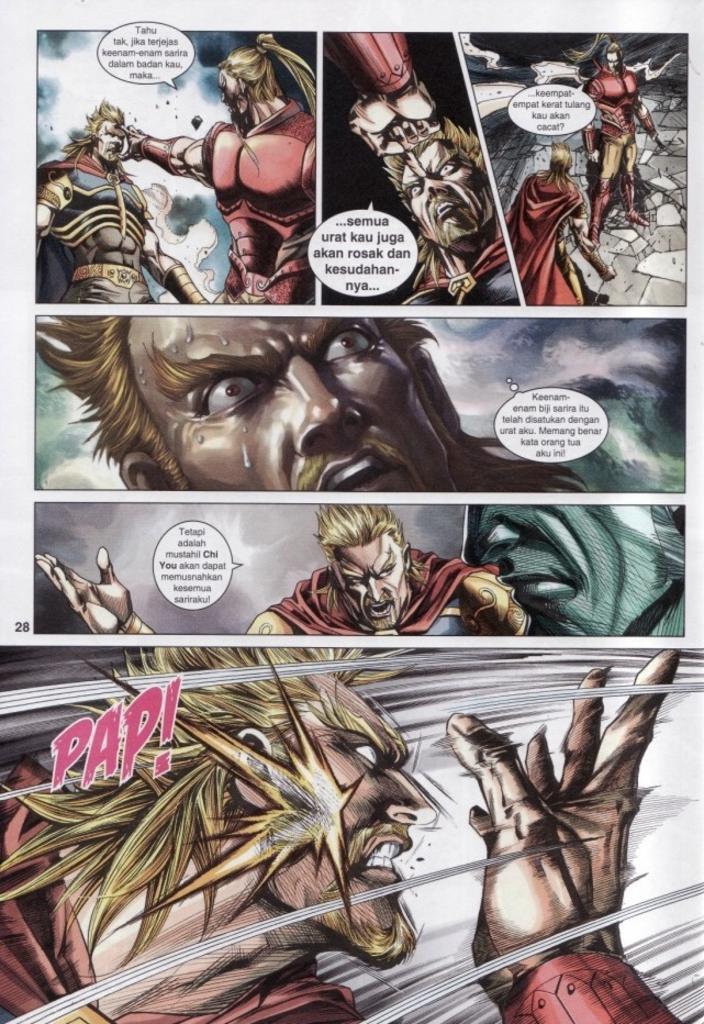 Tahu
tak, jika terjejas
keenam-enam sarira
dalam badan kau,
maka...
...semua
urat kau juga
akan rosak dan
kesudahan-
nya...
...keempat-
empat kerat tulang
kau akan
cacat?
Keenam-
enam biji sarira itu
telah disatukan dengan
urat aku. Memang benar
kata orang tua
aku ini!
Tetapi
adalah
mustahil Chi
You akan dapat
memusnahkan
kesemua
sariraku!
28
PAP!